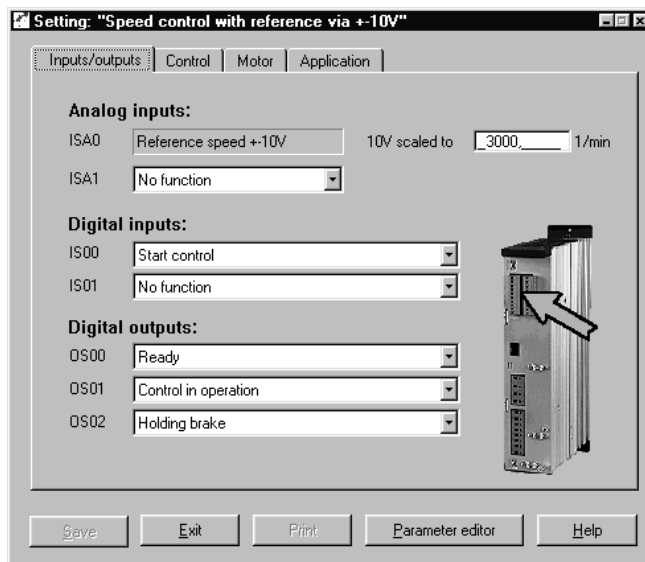 Setting: "Speed control with reference via +-10V"
Inputs/outputs Control Motor Application
Analog inputs:
ISA0 Reference speed +-10V 10V scaled to _3000,_____ 1/min
ISA1 No function
Digital inputs:
IS00 Start control
IS01 No function
Digital outputs:
OS00 Ready
OS01 Control in operation
OS02 Holding brake
Save Exit Print Parameter editor Help